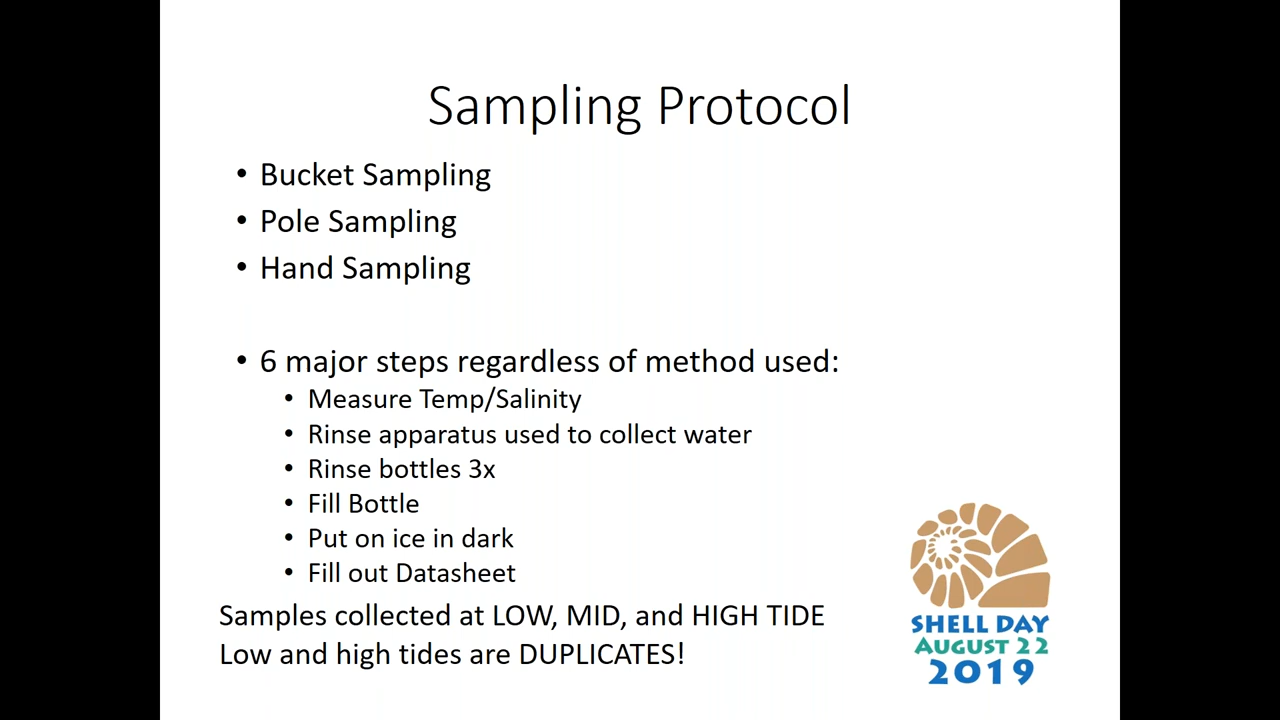 Sampling Protocol
• Bucket Sampling
• Pole Sampling
• Hand Sampling
• 6 major steps regardless of method used:
• Measure Temp/Salinity
• Rinse apparatus used to collect water
• Rinse bottles 3x
• Fill Bottle
• Put on ice in dark
• Fill out Datasheet
Samples collected at LOW, MID, and HIGH TIDE
Low and high tides are DUPLICATES!
SHELL DAY
AUGUST 22
2019